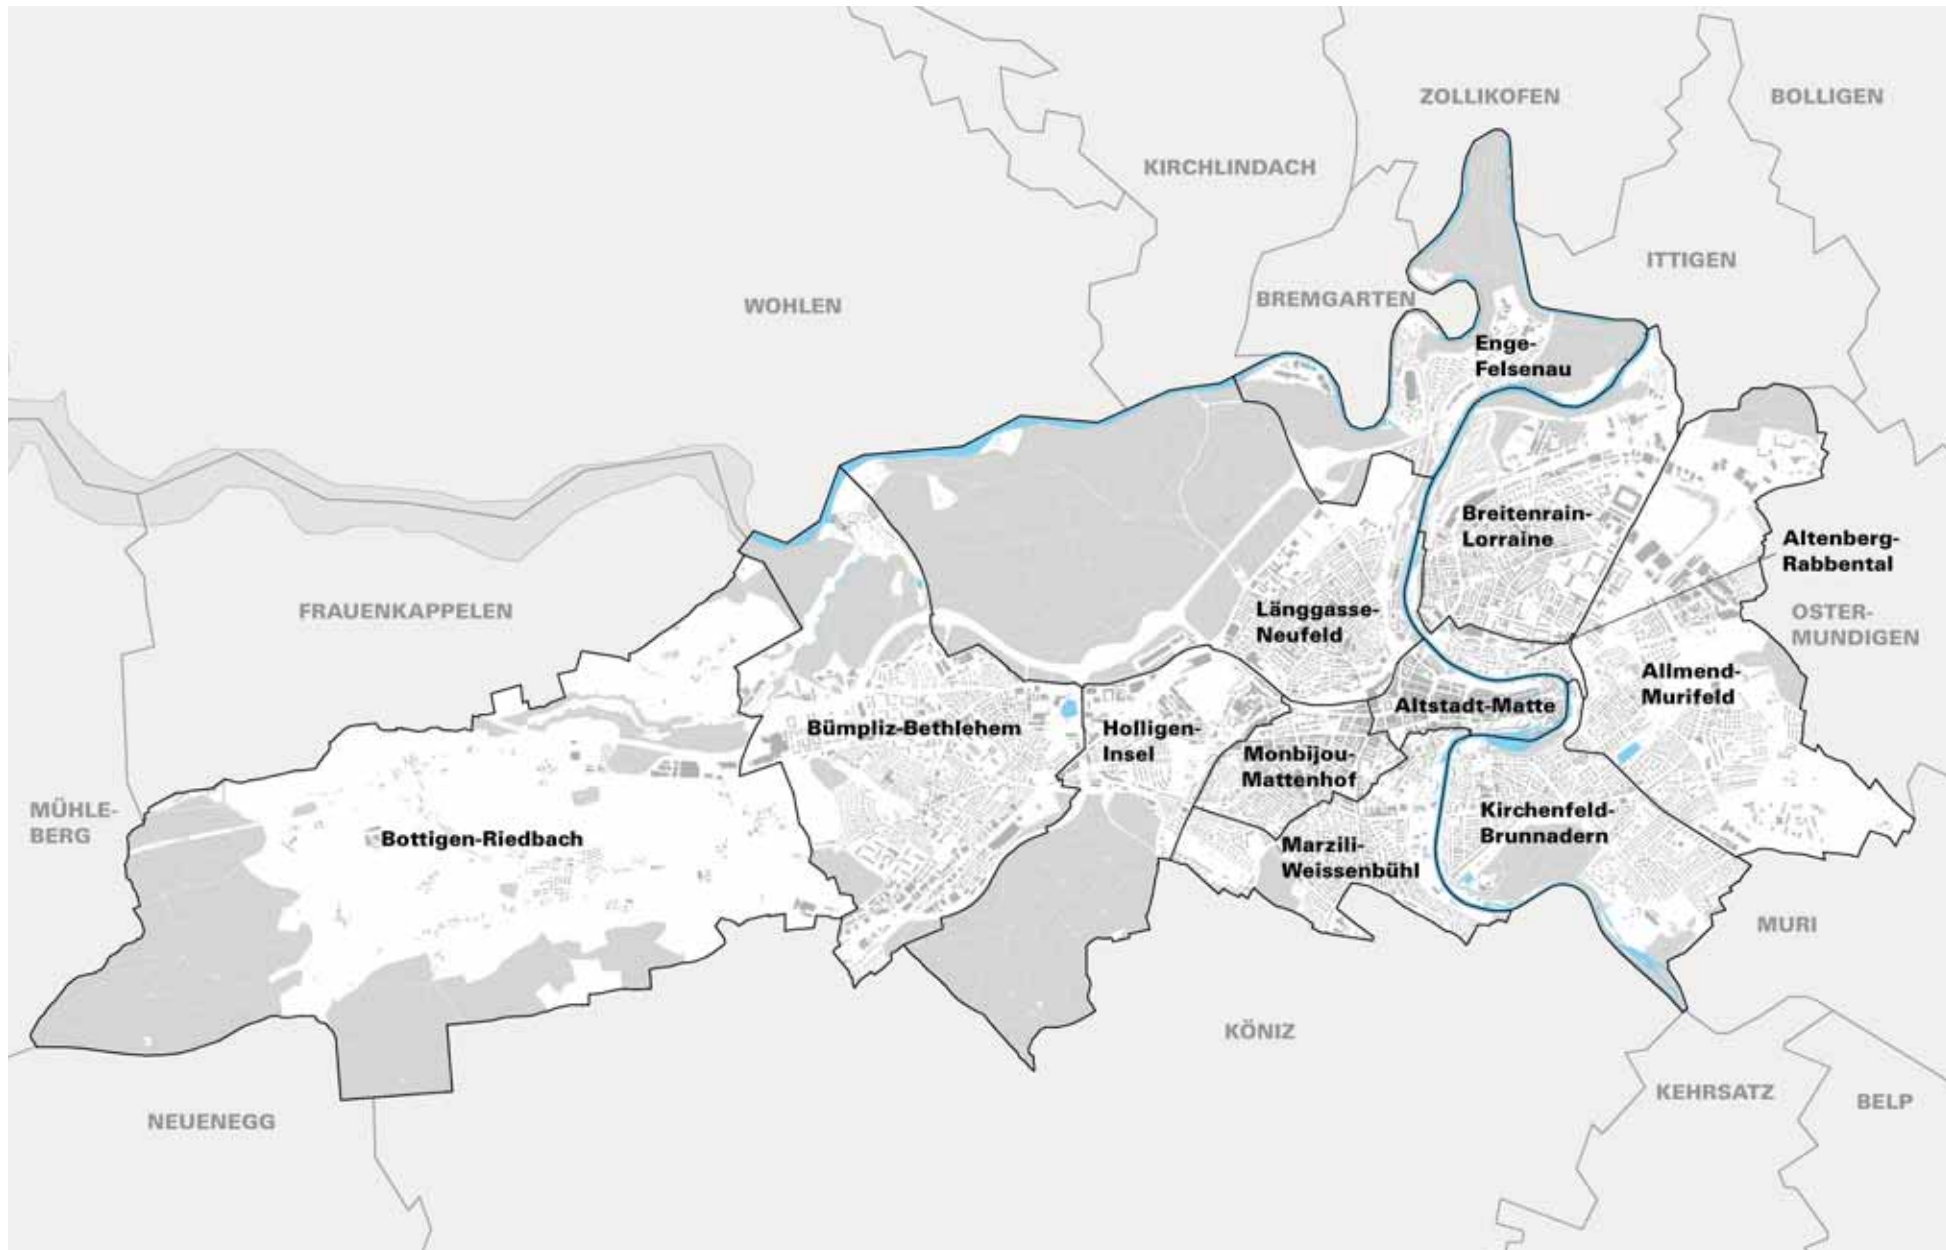 ZOLLIKOFEN
BOLLIGEN
KIRCHLINDACH
ITTIGEN
WOHLEN
BREMGARTEN
Enge-
Felsenau
Breitenrain-
Lorraine
Altenberg-
Rabbental
FRAUENKAPPELEN
Länggasse-
Neufeld
OSTER-
MUNDIGEN
Allmend-
Murifeld
Altstadt-Matte
Bümpliz-Bethlehem
Holligen-
Insel
Monbijou-
Mattenhof
MÜHLE-
BERG
Bottigen-Riedbach
Kirchenfeld-
Brunnadern
Marzili-
Weissenbühl
MURI
KÖNIZ
KEHRSATZ
BELP
NEUENEGG